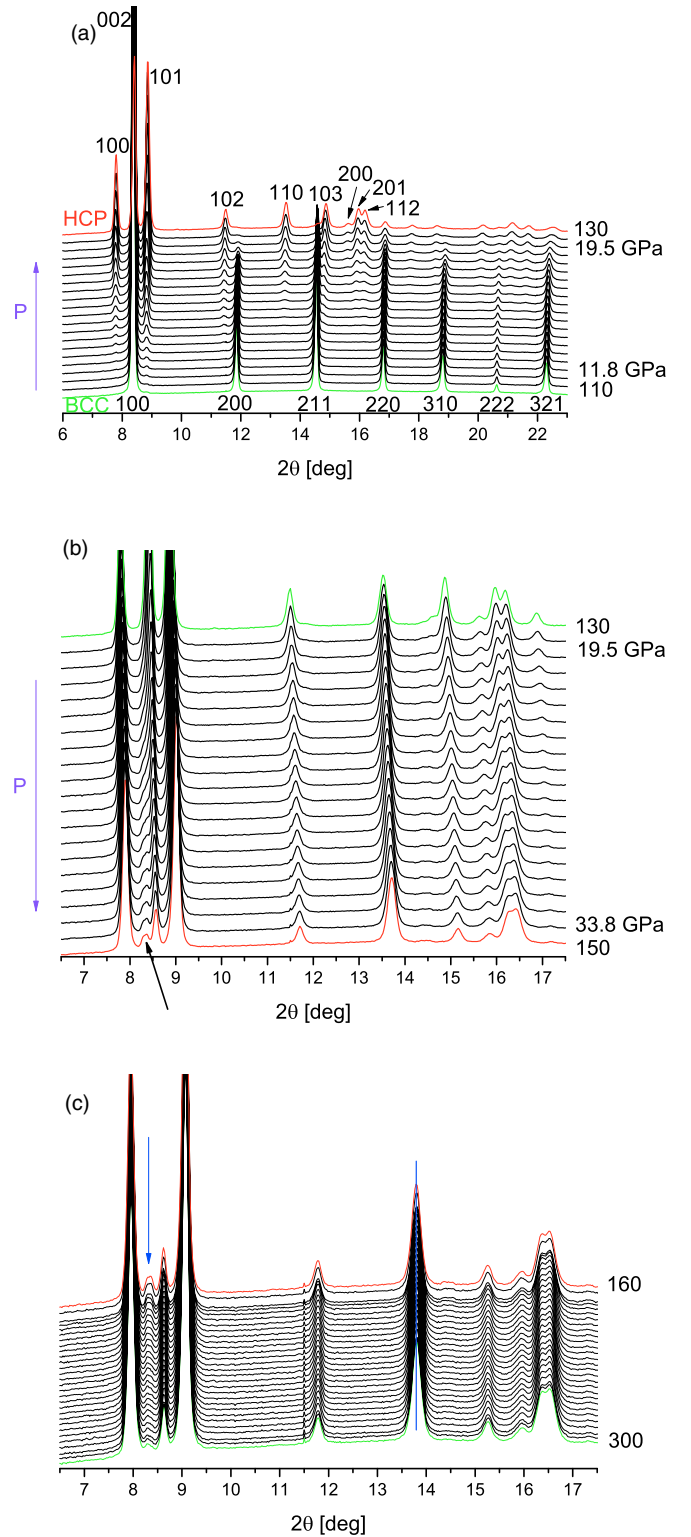 (a)
002
101
100
200
201
102
110
103
112
HCP
130
19.5 GPa
P
11.8 GPa
110
BCC
100
200
211
220
310
222
321
6 8 10 12 14 16 18 20 22
2θ [deg]
(b)
130
19.5 GPa
P
33.8 GPa
150
7 8 9 10 11 12 13 14 15 16 17
2θ [deg]
(c)
160
300
7 8 9 10 11 12 13 14 15 16 17
2θ [deg]